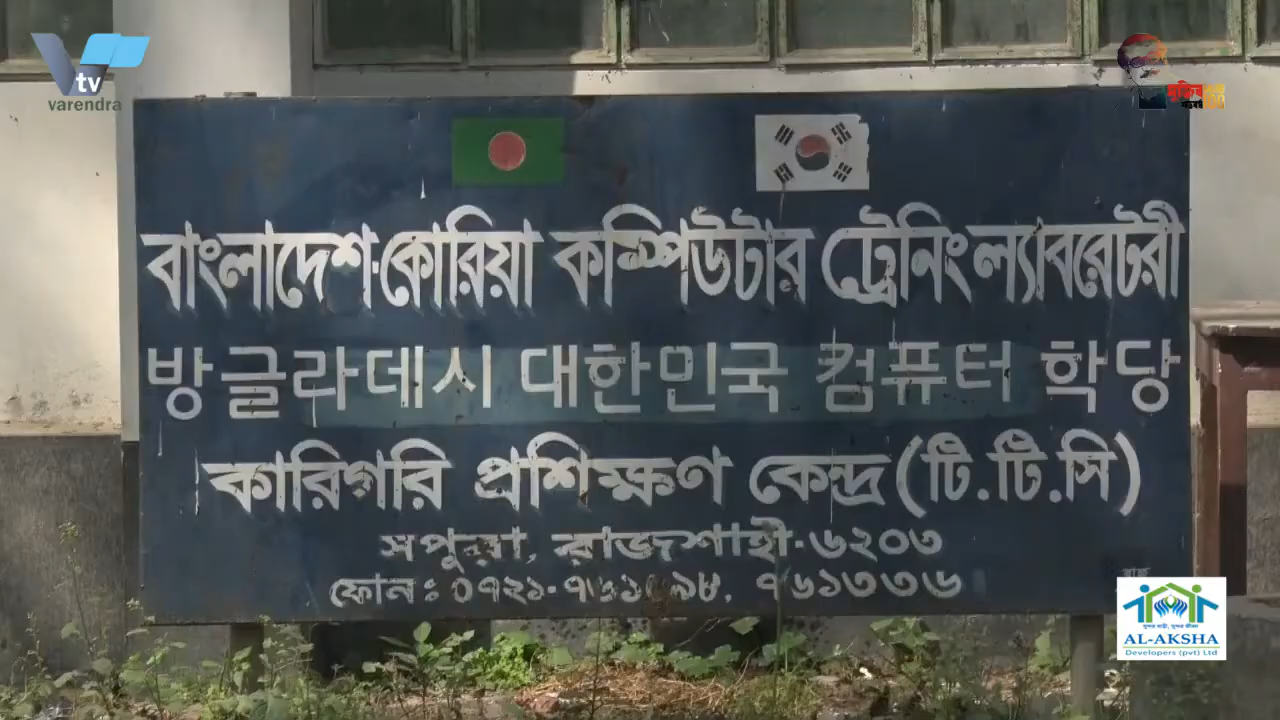 tv
varendra
বাংলাদেশ-কোরিয়া কম্পিউটার ট্রেনিং ল্যাবরেটরী
방글라데시 대한민국 컴퓨터 학당
কারিগরি প্রশিক্ষণ কেন্দ্র (টি.টি.সি)
সপুরা, রাজশাহী-৬২০৩
ফোন : ৭৬১৩৩৬
AL-AKSHA
Developers (pvt) Ltd